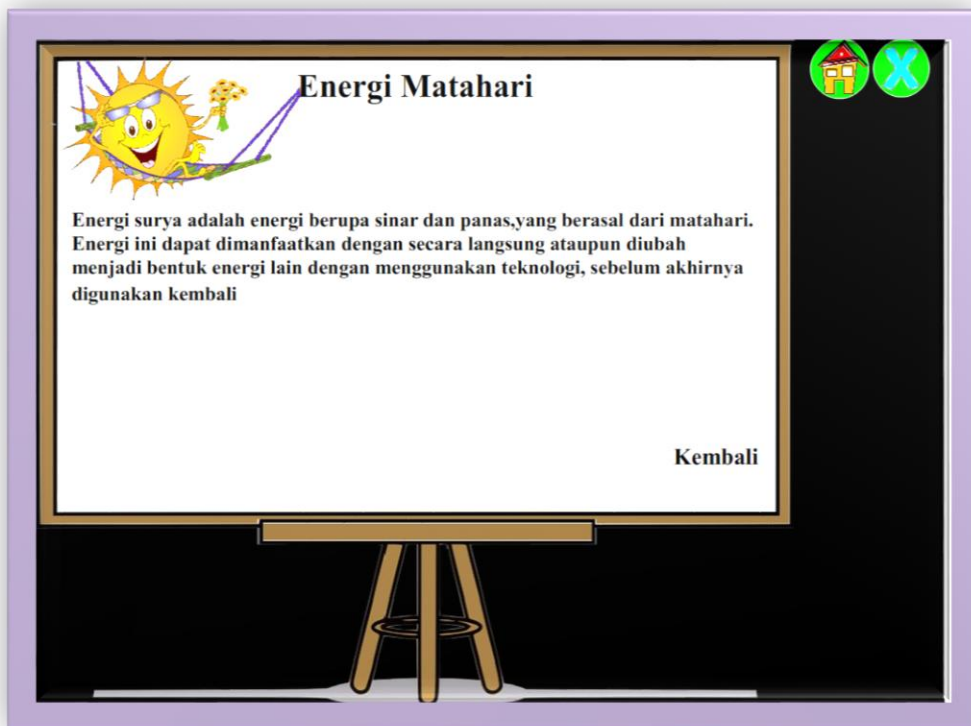 Energi Matahari
Energi surya adalah energi berupa sinar dan panas,yang berasal dari matahari.
Energi ini dapat dimanfaatkan dengan secara langsung ataupun diubah
menjadi bentuk energi lain dengan menggunakan teknologi, sebelum akhirnya
digunakan kembali
Kembali